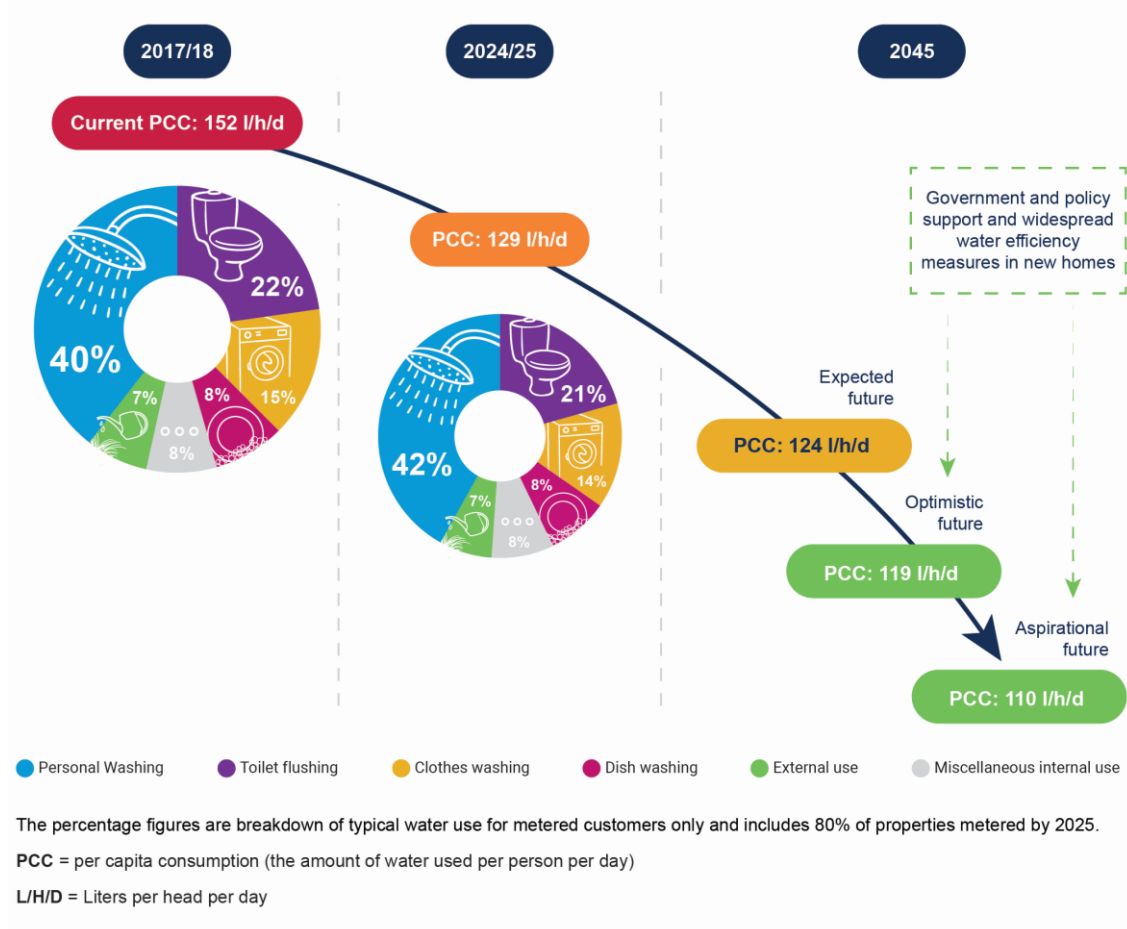 2017/18
2024/25
2045
Current PCC: 152 l/h/d
PCC: 129 l/h/d
Government and policy
support and widespread
water efficiency
measures in new homes
22%
40%
15%
7%
8%
8%
21%
42%
14%
7%
8%
8%
Expected
future
PCC: 124 l/h/d
Optimistic
future
PCC: 119 l/h/d
Aspirational
future
PCC: 110 l/h/d
Personal Washing
Toilet flushing
Clothes washing
Dish washing
External use
Miscellaneous internal use
The percentage figures are breakdown of typical water use for metered customers only and includes 80% of properties metered by 2025.
PCC = per capita consumption (the amount of water used per person per day)
L/H/D = Liters per head per day